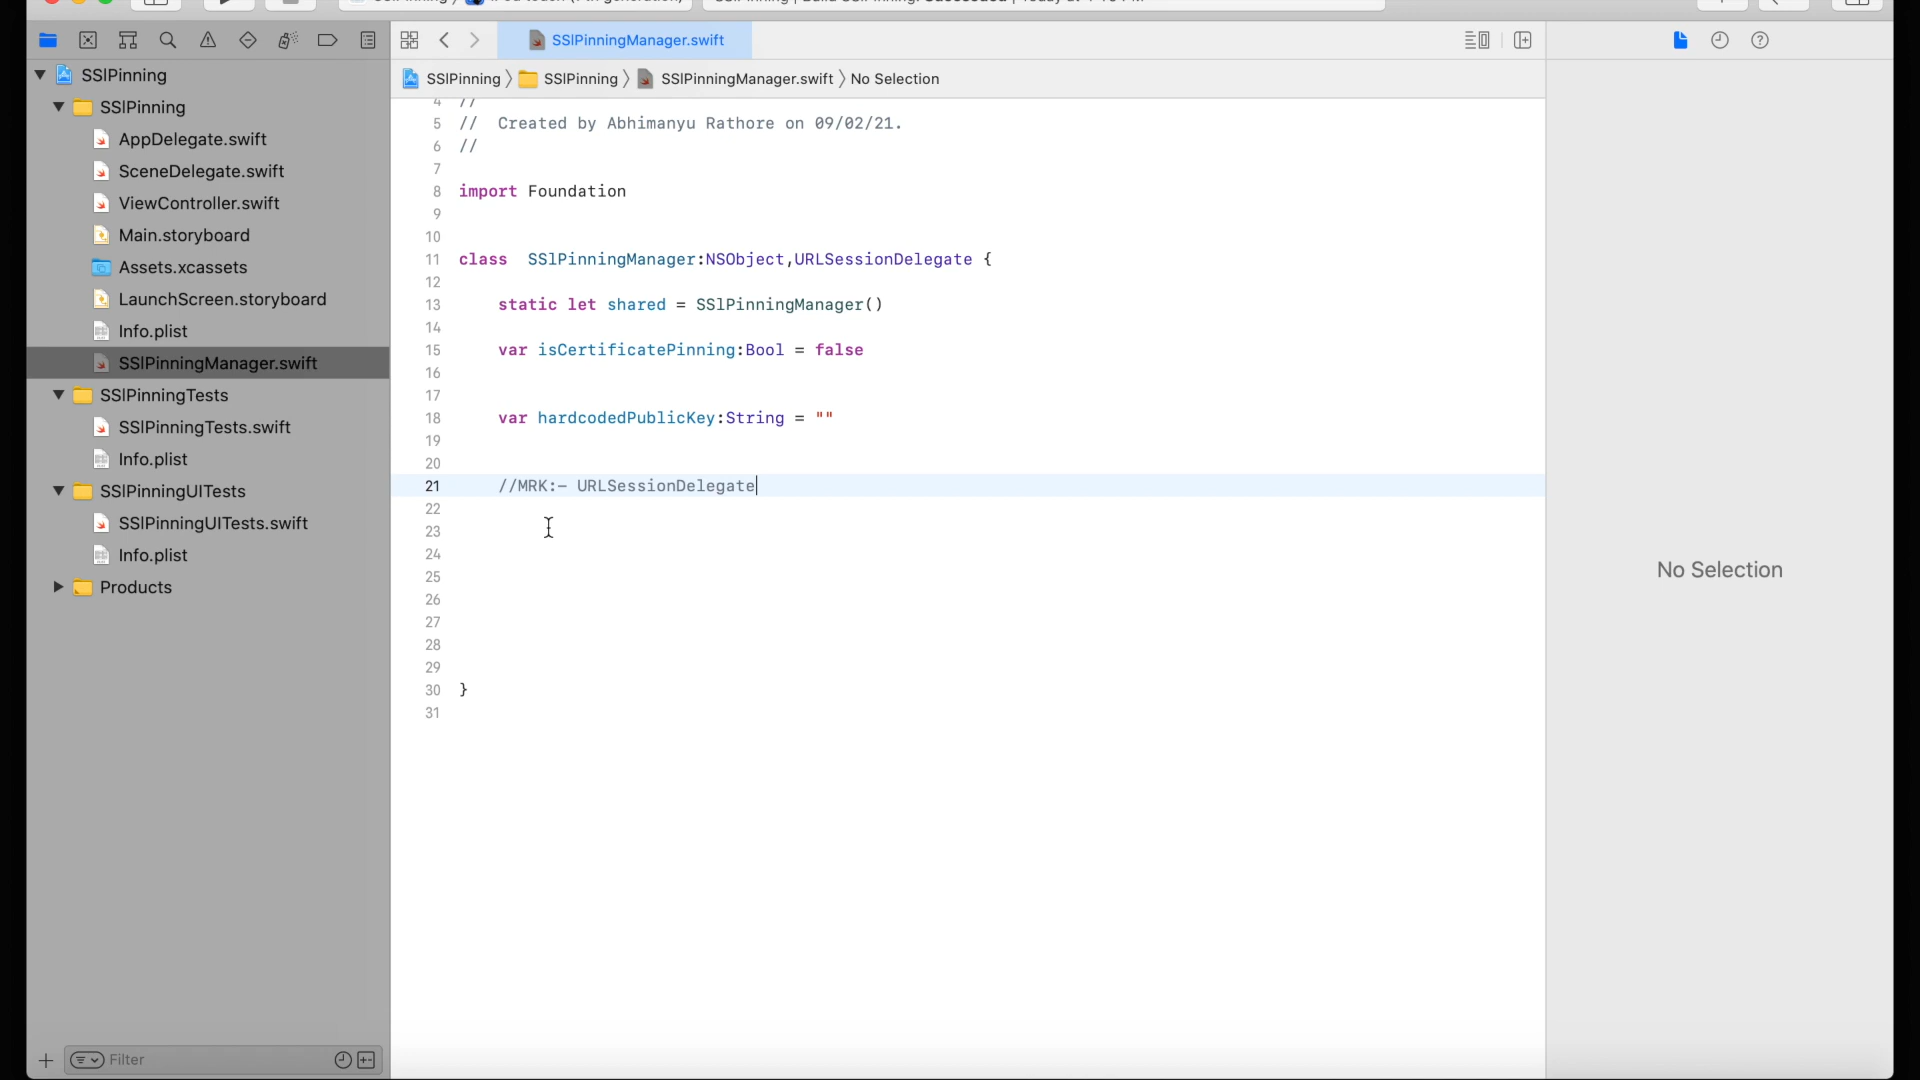 SSlPinningManager.swift
SSlPinning
SSlPinning
SSlPinning
SSlPinningManager.swift
No Selection
SSlPinning
AppDelegate.swift
SceneDelegate.swift
ViewController.swift
Main.storyboard
Assets.xcassets
LaunchScreen.storyboard
Info.plist
SSlPinningManager.swift
SSlPinningTests
SSlPinningTests.swift
Info.plist
SSlPinningUITests
SSlPinningUITests.swift
Info.plist
Products
Filter
4 //
5 // Created by Abhimanyu Rathore on 09/02/21.
6 //
7
8 import Foundation
9
10
11 class SSlPinningManager:NSObject,URLSessionDelegate {
12
13 static let shared = SSlPinningManager()
14
15 var isCertificatePinning:Bool = false
16
17
18 var hardcodedPublicKey:String = ""
19
20
21 //MRK:- URLSessionDelegate
22
23
24
25
26
27
28
29
30 }
31
No Selection